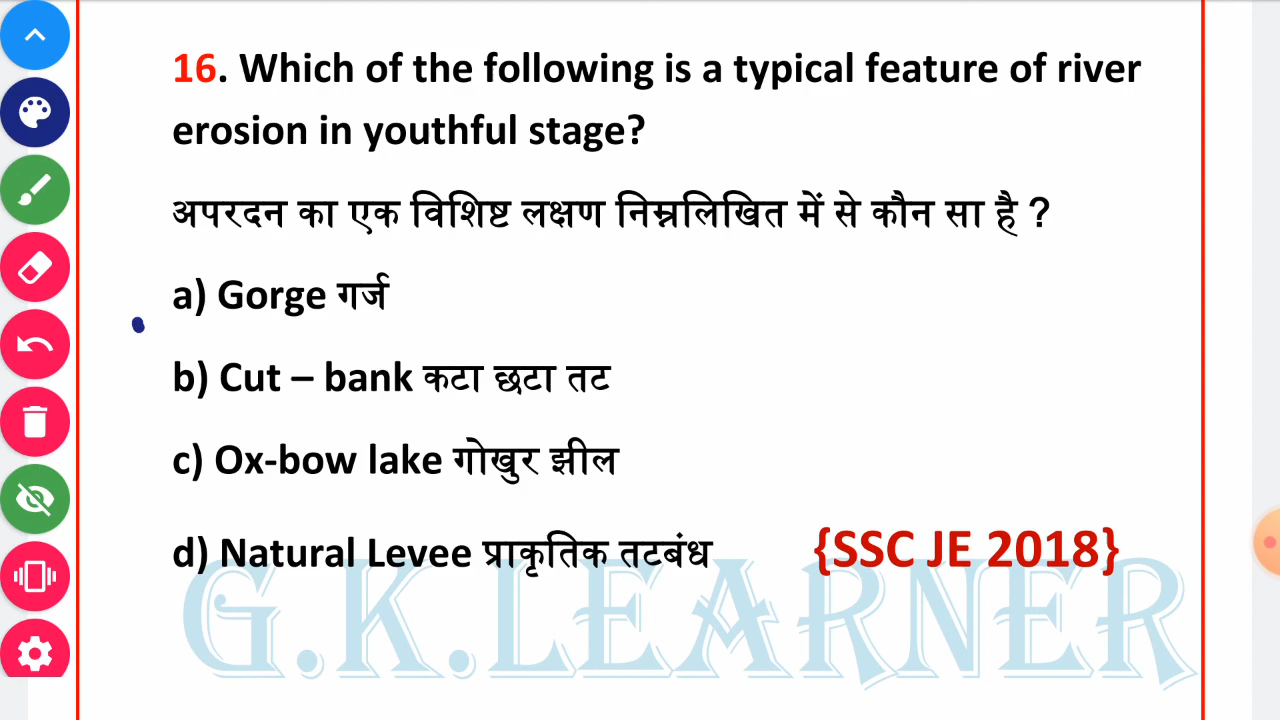 16. Which of the following is a typical feature of river
erosion in youthful stage?
अपरदन का एक विशिष्ट लक्षण निम्नलिखित में से कौन सा है ?
a) Gorge गर्ज
b) Cut – bank कटा छटा तट
c) Ox-bow lake गोखुर झील
d) Natural Levee प्राकृतिक तटबंध {SSC JE 2018}
G.K.LEARNER